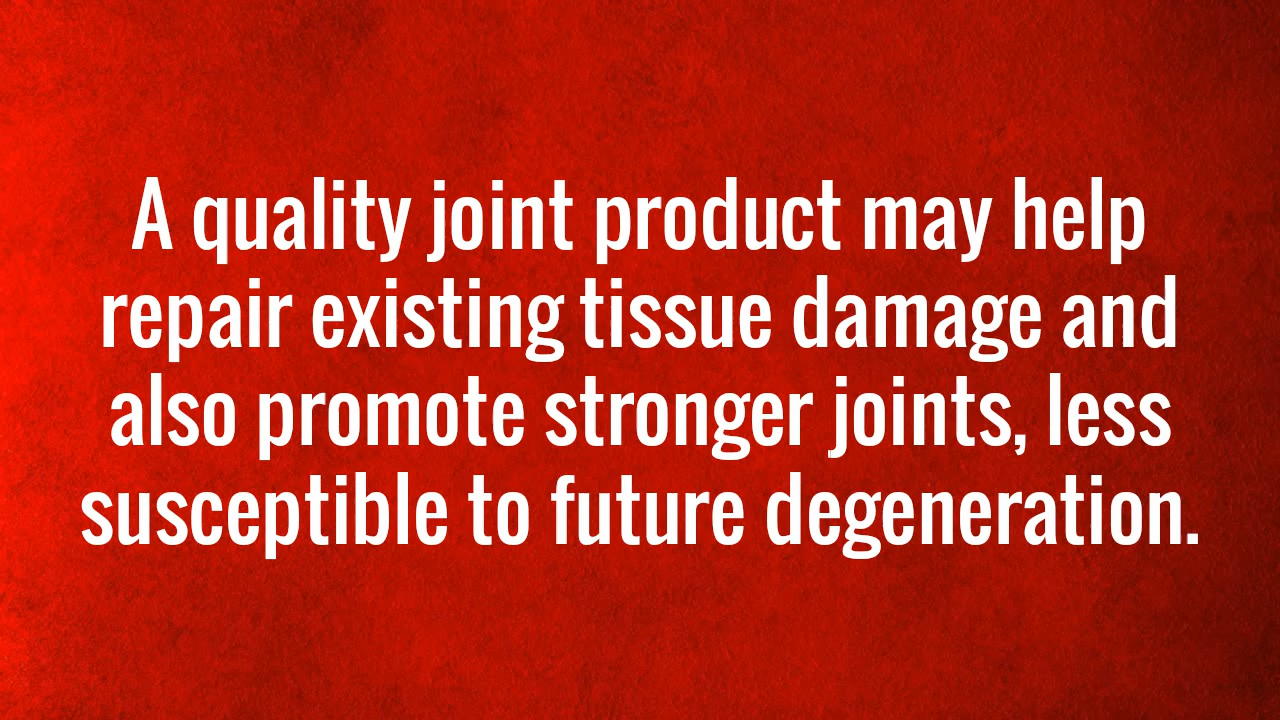 A quality joint product may help
repair existing tissue damage and
also promote stronger joints, less
susceptible to future degeneration.